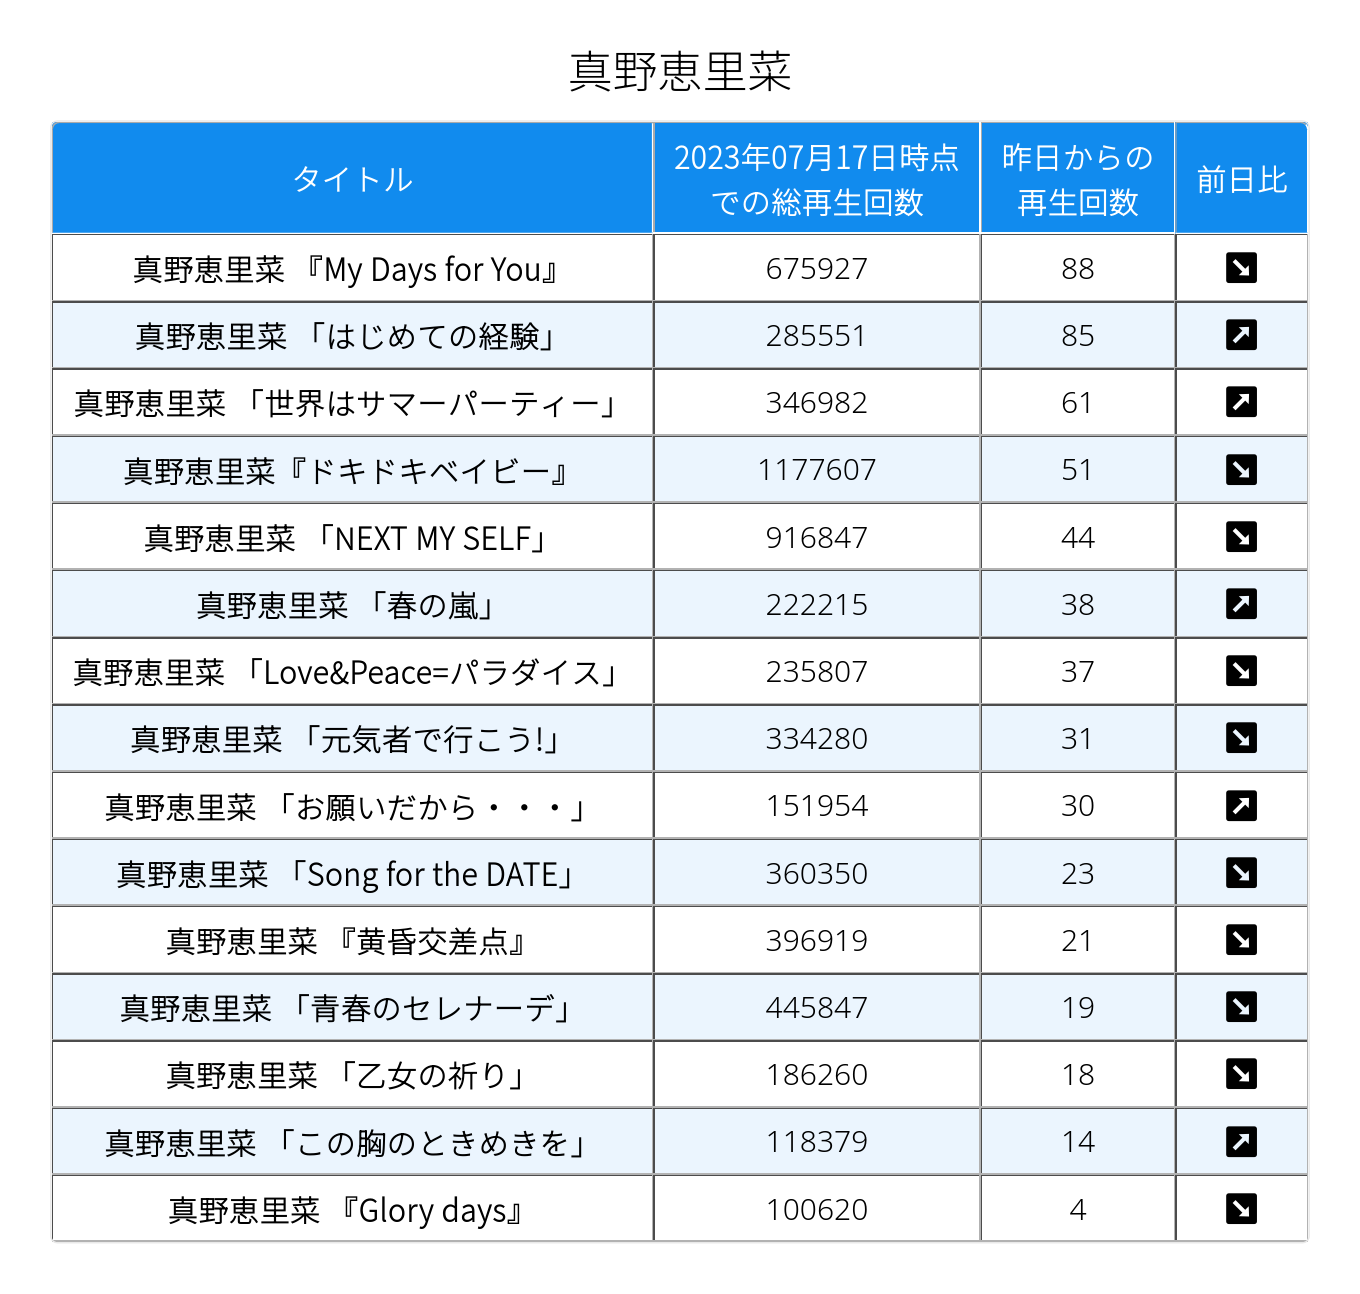 真野恵里菜
タイトル 2023年07月17日時点での総再生回数 昨日からの再生回数 前日比
真野恵里菜 『My Days for You』 675927 88 ↘
真野恵里菜 「はじめての経験」 285551 85 ↗
真野恵里菜 「世界はサマーパーティー」 346982 61 ↗
真野恵里菜『ドキドキベイビー』 1177607 51 ↘
真野恵里菜 「NEXT MY SELF」 916847 44 ↘
真野恵里菜 「春の嵐」 222215 38 ↗
真野恵里菜 「Love&Peace=パラダイス」 235807 37 ↘
真野恵里菜 「元気者で行こう!」 334280 31 ↘
真野恵里菜 「お願いだから・・・」 151954 30 ↗
真野恵里菜 「Song for the DATE」 360350 23 ↘
真野恵里菜 『黄昏交差点』 396919 21 ↘
真野恵里菜 「青春のセレナーデ」 445847 19 ↘
真野恵里菜 「乙女の祈り」 186260 18 ↘
真野恵里菜 「この胸のときめきを」 118379 14 ↗
真野恵里菜 『Glory days』 100620 4 ↘